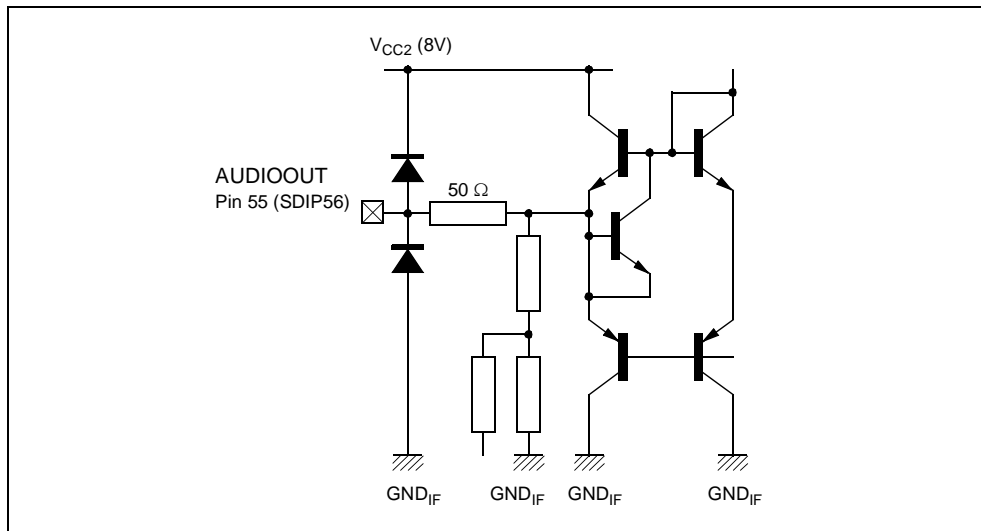 V_CC2 (8V)
AUDIOOUT
Pin 55 (SDIP56)
50 Ω
GND_IF
GND_IF
GND_IF
GND_IF